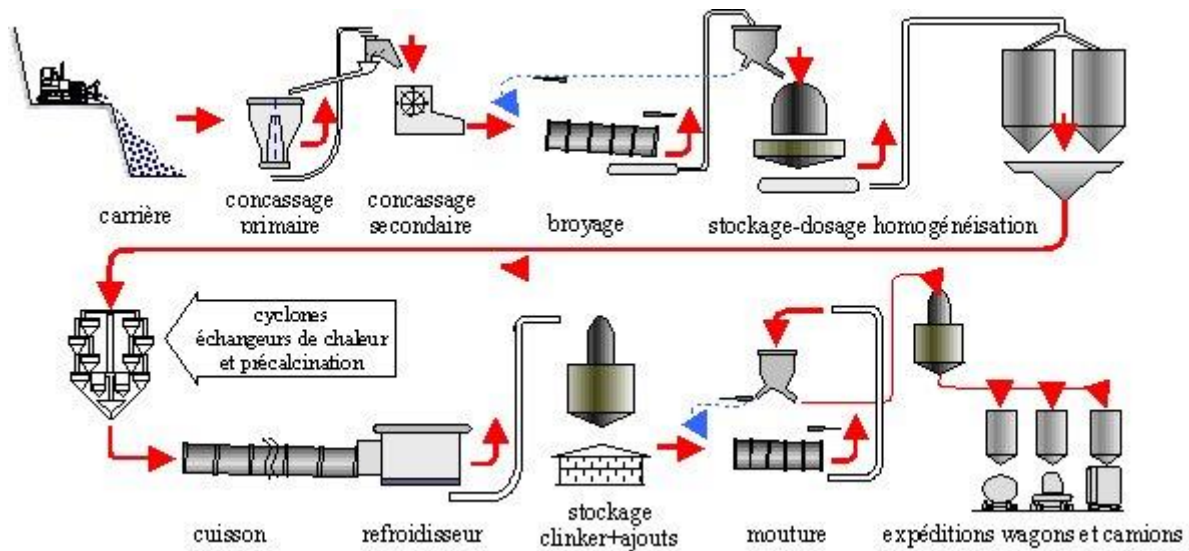 carrière
concassage
primaire
concassage
secondaire
broyage
stockage-dosage homogénéisation
cyclones
échangeurs de chaleur
et précalcination
cuisson
refroidisseur
stockage
clinker+ajouts
mouture
expéditions wagons et camions